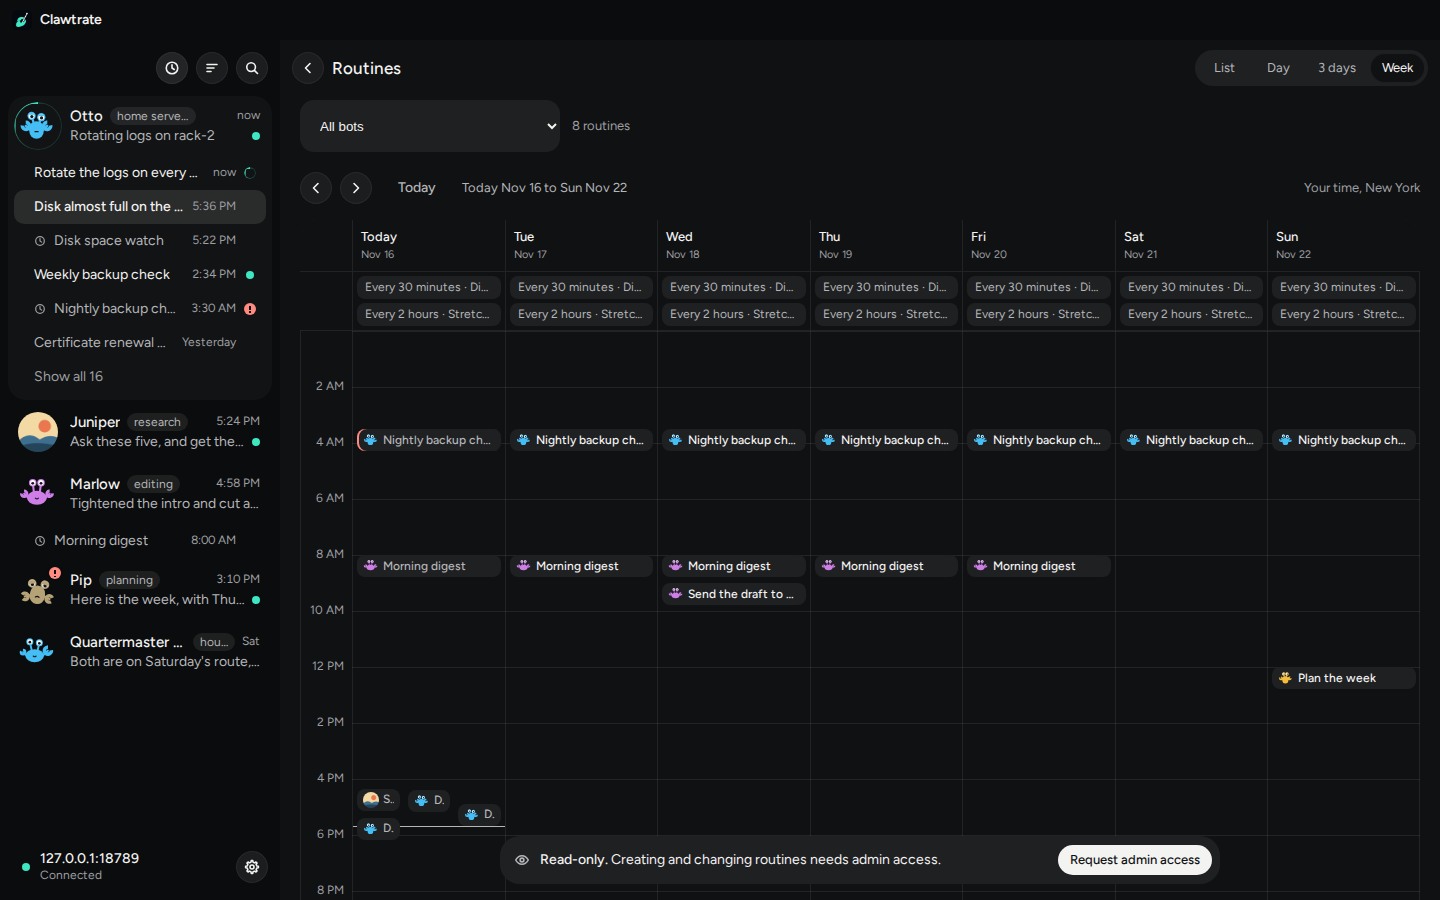 Clawtrate
Routines
List Day 3 days Week
Otto home serve... now
Rotating logs on rack-2
Rotate the logs on every ... now
Disk almost full on the ... 5:36 PM
Disk space watch 5:22 PM
Weekly backup check 2:34 PM
Nightly backup ch... 3:30 AM
Certificate renewal ... Yesterday
Show all 16
Juniper research 5:24 PM
Ask these five, and get the...
Marlow editing 4:58 PM
Tightened the intro and cut a...
Morning digest 8:00 AM
Pip planning 3:10 PM
Here is the week, with Thu...
Quartermaster ... hou... Sat
Both are on Saturday's route,...
127.0.0.1:18789
Connected
All bots 8 routines
Today Today Nov 16 to Sun Nov 22 Your time, New York
Today Tue Wed Thu Fri Sat Sun
Nov 16 Nov 17 Nov 18 Nov 19 Nov 20 Nov 21 Nov 22
Every 30 minutes · Di... Every 30 minutes · Di... Every 30 minutes · Di... Every 30 minutes · Di... Every 30 minutes · Di... Every 30 minutes · Di... Every 30 minutes · Di...
Every 2 hours · Stretc... Every 2 hours · Stretc... Every 2 hours · Stretc... Every 2 hours · Stretc... Every 2 hours · Stretc... Every 2 hours · Stretc... Every 2 hours · Stretc...
2 AM
4 AM Nightly backup ch... Nightly backup ch... Nightly backup ch... Nightly backup ch... Nightly backup ch... Nightly backup ch... Nightly backup ch...
6 AM
8 AM
Morning digest Morning digest Morning digest Morning digest Morning digest
Send the draft to ...
10 AM
12 PM
Plan the week
2 PM
4 PM
S.. D.
D.
D.
6 PM
Read-only. Creating and changing routines needs admin access. Request admin access
8 PM